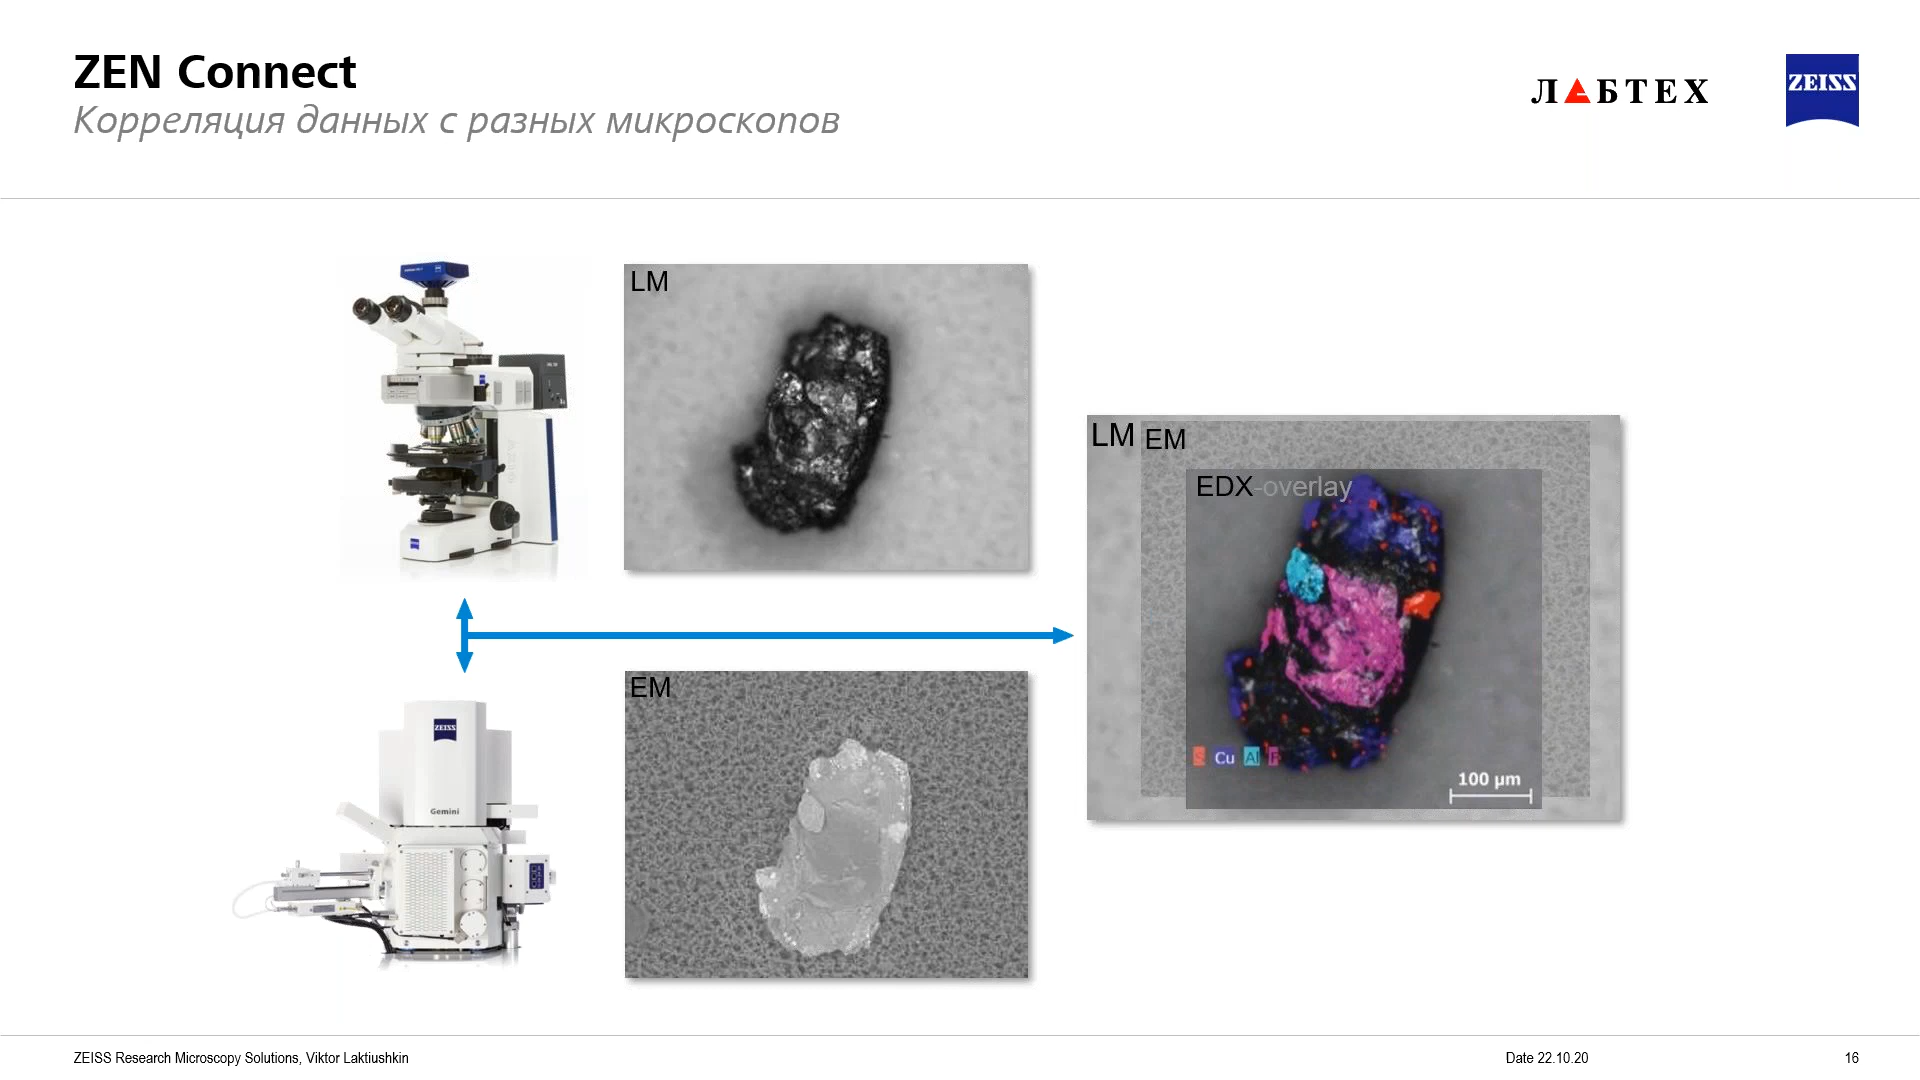 ZEN Connect
Корреляция данных с разных микроскопов
ЛАБТЕХ
ZEISS
LM
LM
EM
EDX-overlay
EM
ZEISS
Gemini
S Cu Al F
100 µm
ZEISS Research Microscopy Solutions, Viktor Laktiushkin
Date 22.10.20
16